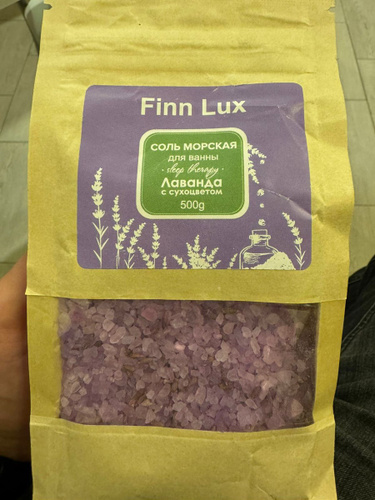 Finn Lux
СОЛЬ МОРСКАЯ
для ванны
· sleep therapy ·
Лаванда
с сухоцветом
500g